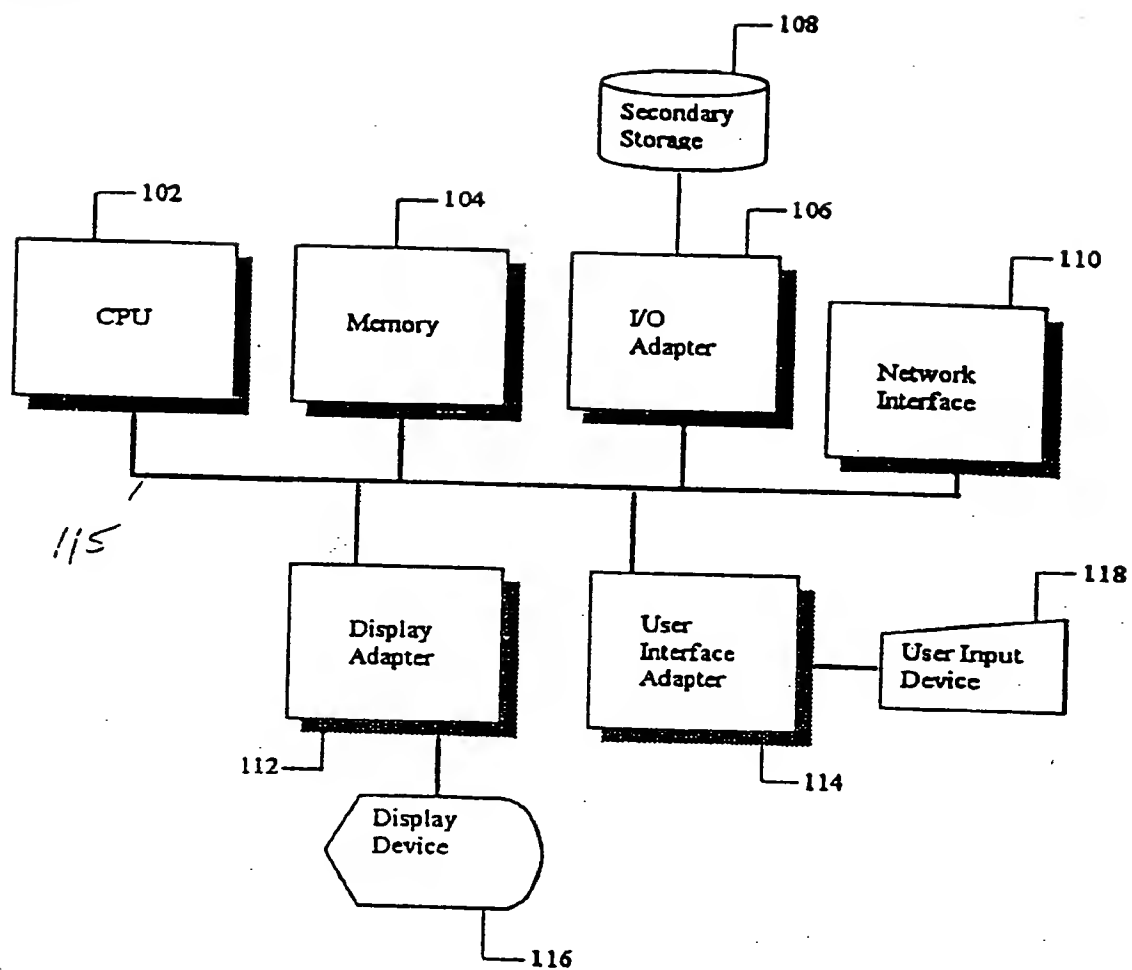 108
Secondary
Storage
102
104
106
110
CPU
Memory
I/O
Adapter
Network
Interface
115
118
Display
Adapter
User
Interface
Adapter
User Input
Device
112
114
Display
Device
116